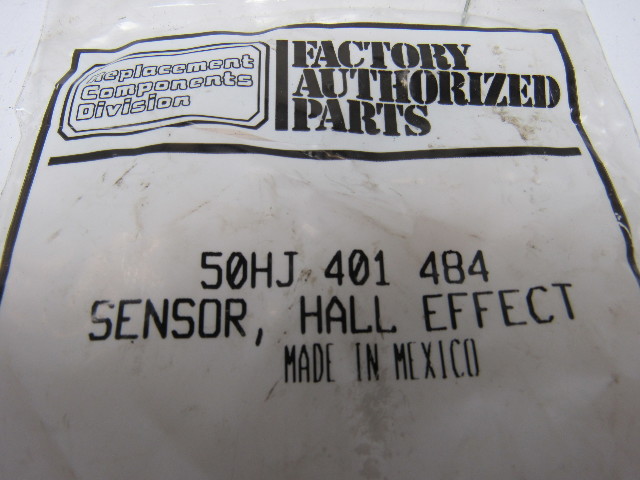 Replacement
Components
Division
FACTORY
AUTHORIZED
PARTS
50HJ 401 484
SENSOR, HALL EFFECT
MADE IN MEXICO